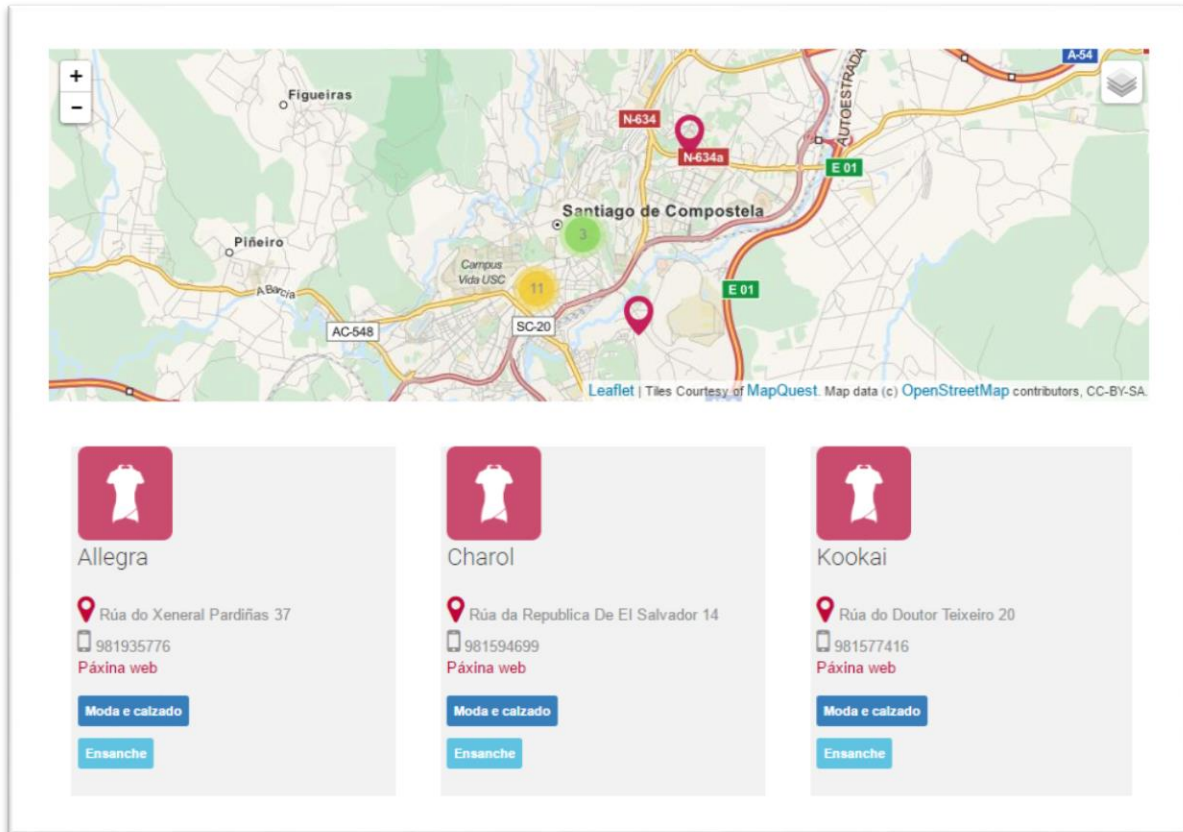 +
-
Figueiras
A-54
AUTOESTRADA
N-634
N-634a
E 01
Santiago de Compostela
3
Piñeiro
Campus
Vida USC
11
E 01
A Barcia
AC-548
SC-20
Leaflet | Tiles Courtesy of MapQuest. Map data (c) OpenStreetMap contributors, CC-BY-SA.
Allegra
Rúa do Xeneral Pardiñas 37
981935776
Páxina web
Moda e calzado
Ensanche
Charol
Rúa da Republica De El Salvador 14
981594699
Páxina web
Moda e calzado
Ensanche
Kookai
Rúa do Doutor Teixeiro 20
981577416
Páxina web
Moda e calzado
Ensanche